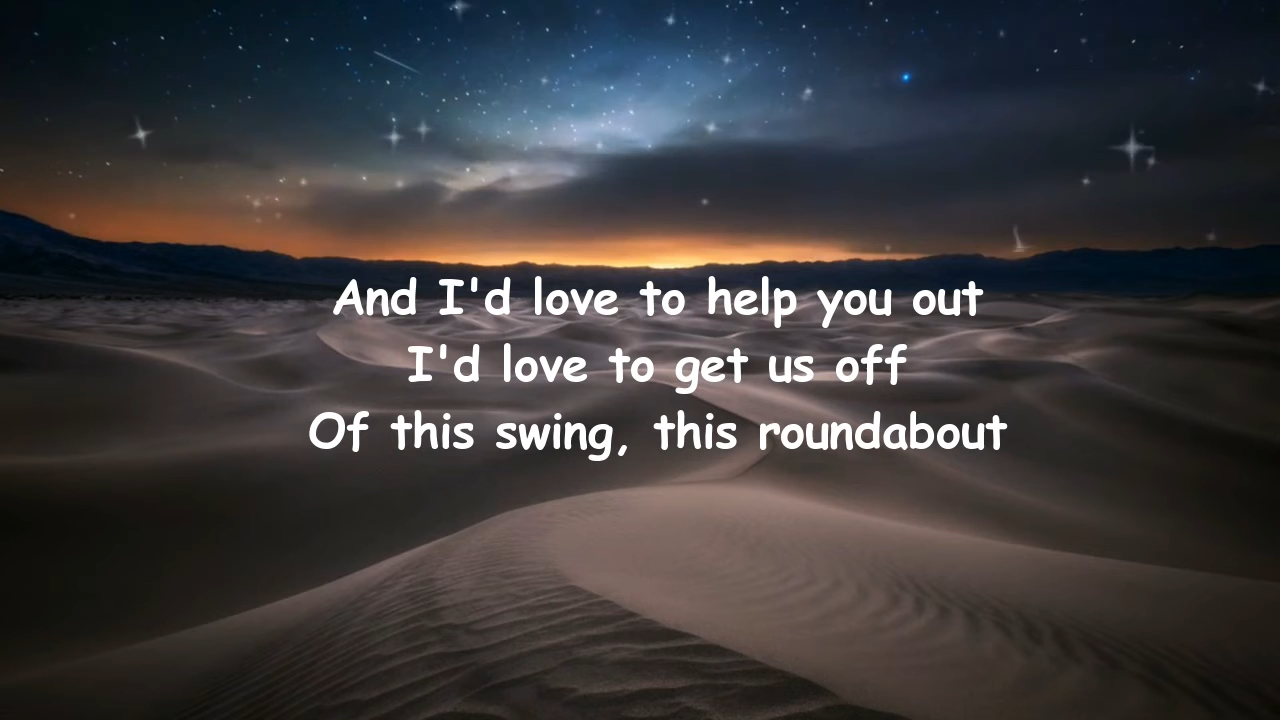 And I'd love to help you out
I'd love to get us off
Of this swing, this roundabout